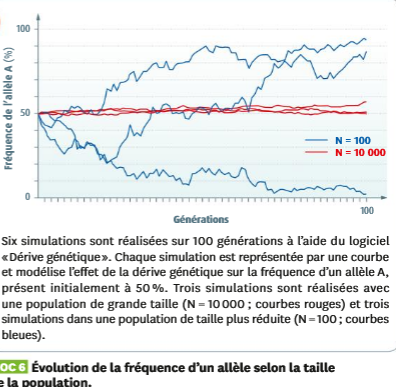 100
Fréquence de l'allèle A (%)
50
N = 100
N = 10 000
0
Générations
100
Six simulations sont réalisées sur 100 générations à l'aide du logiciel
«Dérive génétique». Chaque simulation est représentée par une courbe
et modélise l'effet de la dérive génétique sur la fréquence d'un allèle A,
présent initialement à 50 %. Trois simulations sont réalisées avec
une population de grande taille (N = 10 000 ; courbes rouges) et trois
simulations dans une population de taille plus réduite (N = 100 ; courbes
bleues).
OC 6 Évolution de la fréquence d'un allèle selon la taille
e la population.